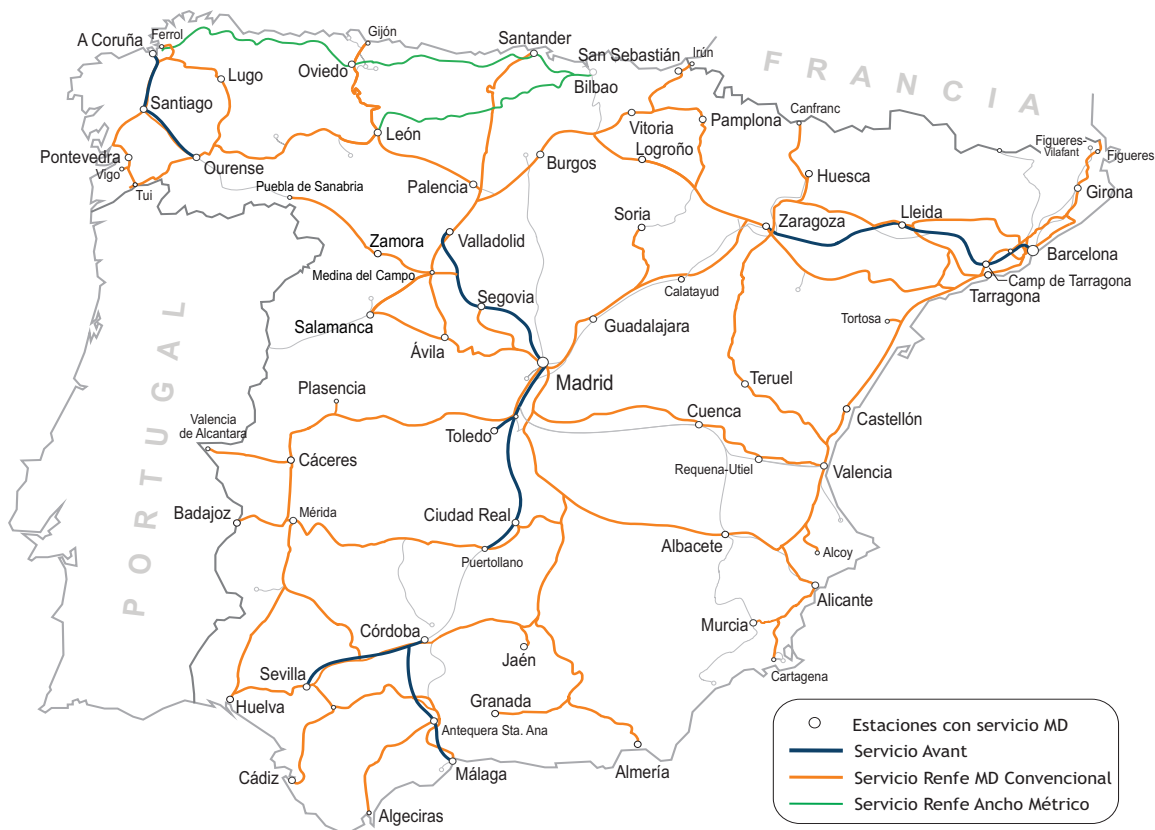 Ferrol
Gijón
A Coruña
Santander
San Sebastián
Irún
FRANCIA
Oviedo
Lugo
Bilbao
Santiago
Canfranc
León
Vitoria
Pamplona
Logroño
Figueres-
Vilafant
Figueres
Pontevedra
Vigo
Ourense
Burgos
Huesca
Tui
Puebla de Sanabria
Palencia
Girona
Soria
Zaragoza
Lleida
Zamora
Valladolid
Barcelona
Medina del Campo
Calatayud
Camp de Tarragona
Segovia
Tarragona
Salamanca
Guadalajara
Tortosa
Ávila
PORTUGAL
Madrid
Plasencia
Teruel
Cuenca
Castellón
Valencia
de Alcantara
Toledo
Cáceres
Requena-Utiel
Valencia
Badajoz
Mérida
Ciudad Real
Albacete
Alcoy
Puertollano
Alicante
Córdoba
Murcia
Jaén
Sevilla
Cartagena
Huelva
Granada
Antequera Sta. Ana
Estaciones con servicio MD
Servicio Avant
Cádiz
Málaga
Almería
Servicio Renfe MD Convencional
Algeciras
Servicio Renfe Ancho Métrico